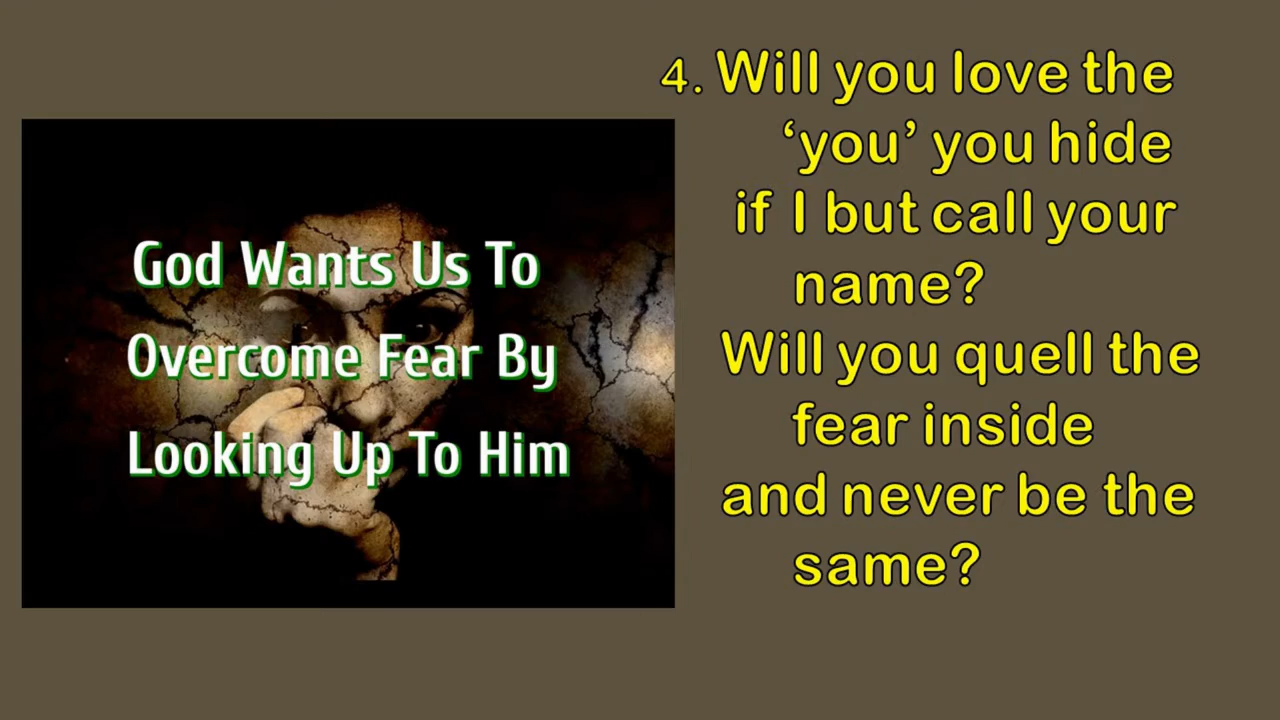 God Wants Us To
Overcome Fear By
Looking Up To Him
4. Will you love the
‘you’ you hide
if I but call your
name?
Will you quell the
fear inside
and never be the
same?